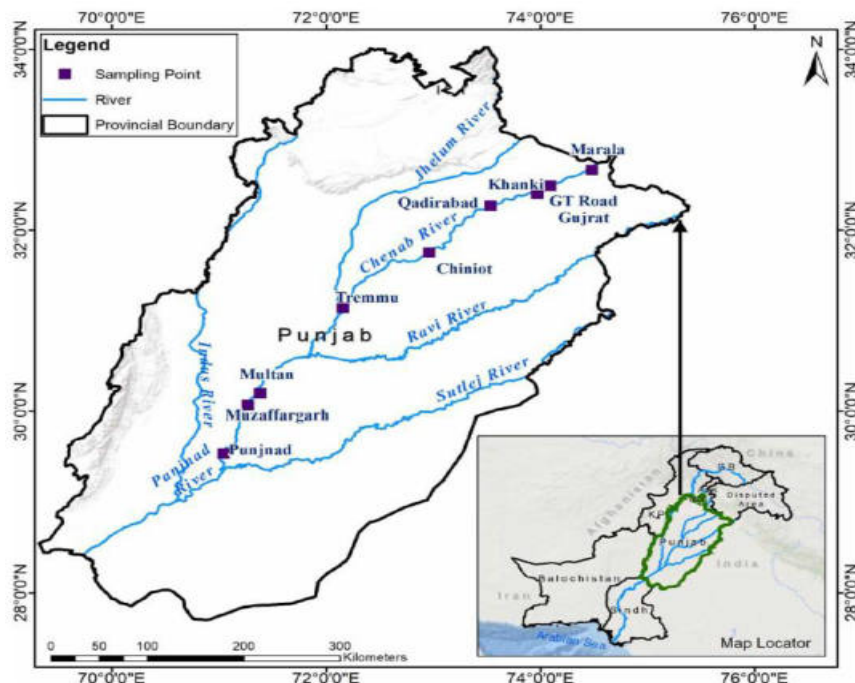 70°0'0"E
72°0'0"E
74°0'0"E
76°0'0"E
34°0'0"N
32°0'0"N
30°0'0"N
28°0'0"N
Legend
Sampling Point
River
Provincial Boundary
N
34°0'0"N
32°0'0"N
30°0'0"N
28°0'0"N
Jhelum River
Marala
Khanki
Qadirabad
GT Road
Gujrat
Chenab River
Chiniot
Tremmu
Punjab
Ravi River
Indus River
Multan
Muzaffargarh
Sutlej River
Panjnad
River
Punjnad
China
Afghanistan
GB
Disputed
Area
KP
Punjab
India
Balochistan
Iran
Sindh
Arabian Sea
Map Locator
0 50 100 200 300
Kilometers
70°0'0"E
72°0'0"E
74°0'0"E
76°0'0"E